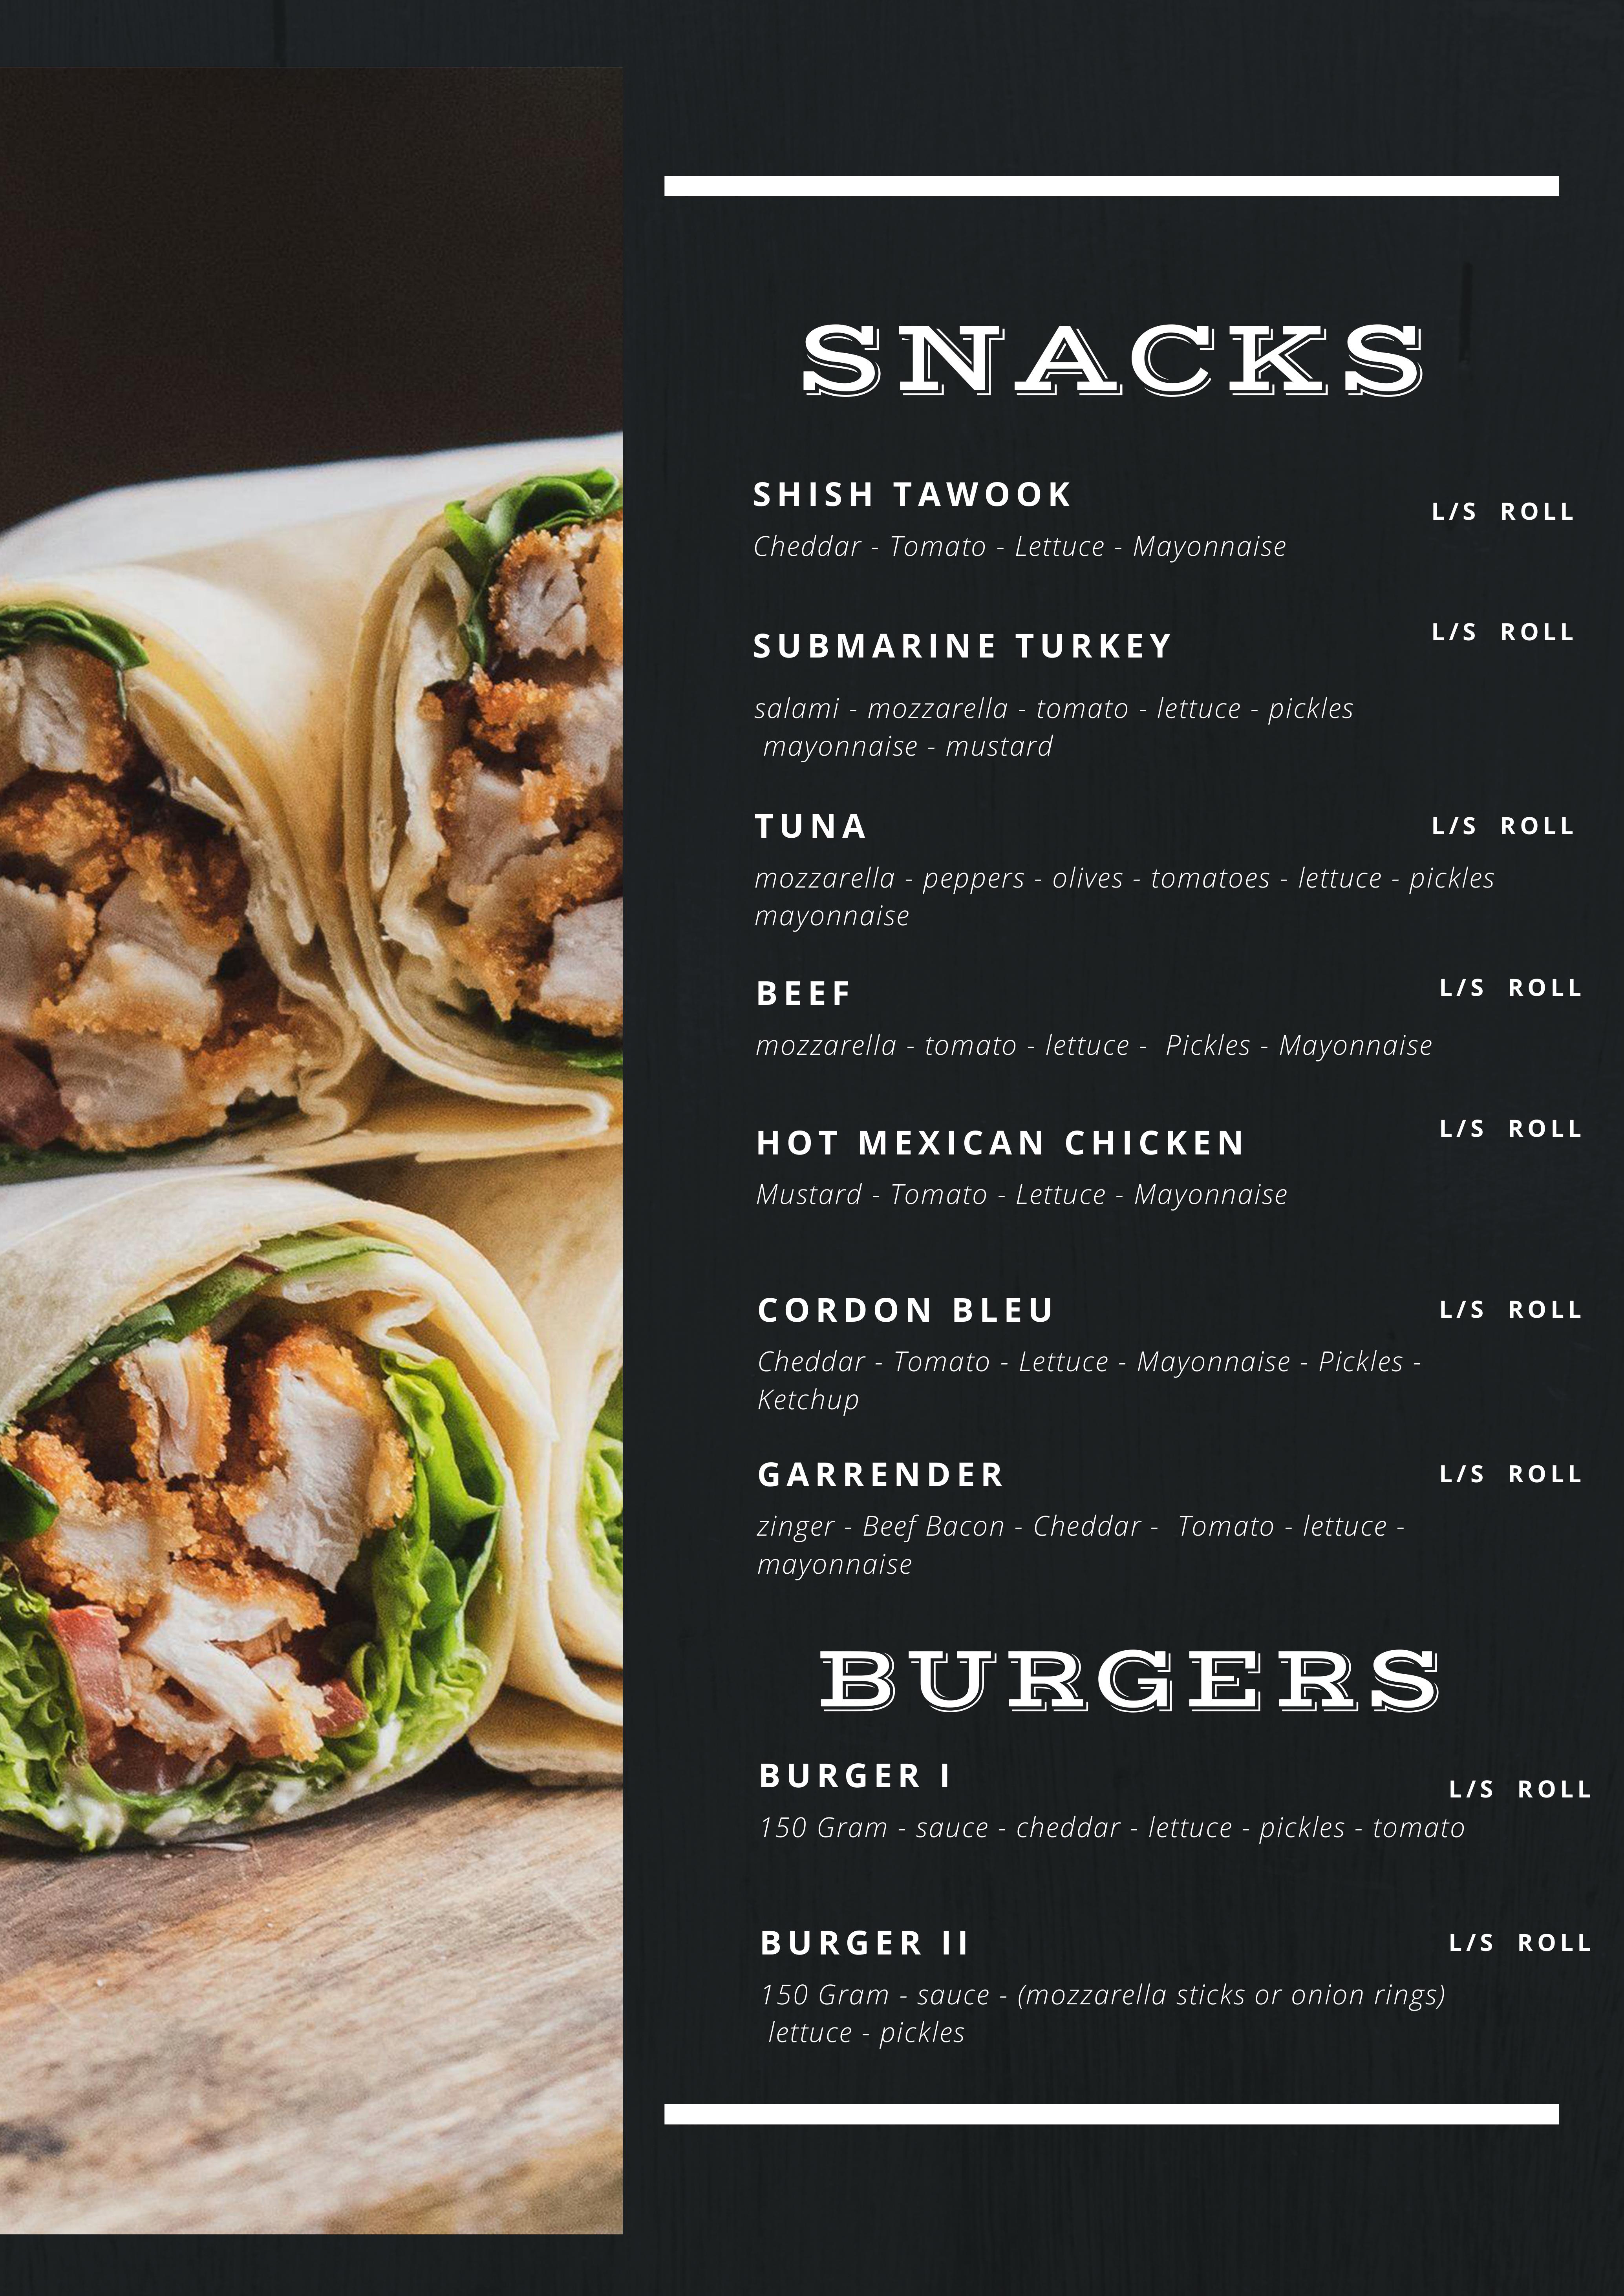 SNACKS
SHISH TAWOOK
L/S ROLL
Cheddar - Tomato - Lettuce - Mayonnaise
SUBMARINE TURKEY
L/S ROLL
salami - mozzarella - tomato - lettuce - pickles
mayonnaise - mustard
TUNA
L/S ROLL
mozzarella - peppers - olives - tomatoes - lettuce - pickles
mayonnaise
BEEF
L/S ROLL
mozzarella - tomato - lettuce - Pickles - Mayonnaise
HOT MEXICAN CHICKEN
L/S ROLL
Mustard - Tomato - Lettuce - Mayonnaise
CORDON BLEU
L/S ROLL
Cheddar - Tomato - Lettuce - Mayonnaise - Pickles -
Ketchup
GARRENDER
L/S ROLL
zinger - Beef Bacon - Cheddar - Tomato - lettuce -
mayonnaise
BURGERS
BURGER I
L/S ROLL
150 Gram - sauce - cheddar - lettuce - pickles - tomato
BURGER II
L/S ROLL
150 Gram - sauce - (mozzarella sticks or onion rings)
lettuce - pickles